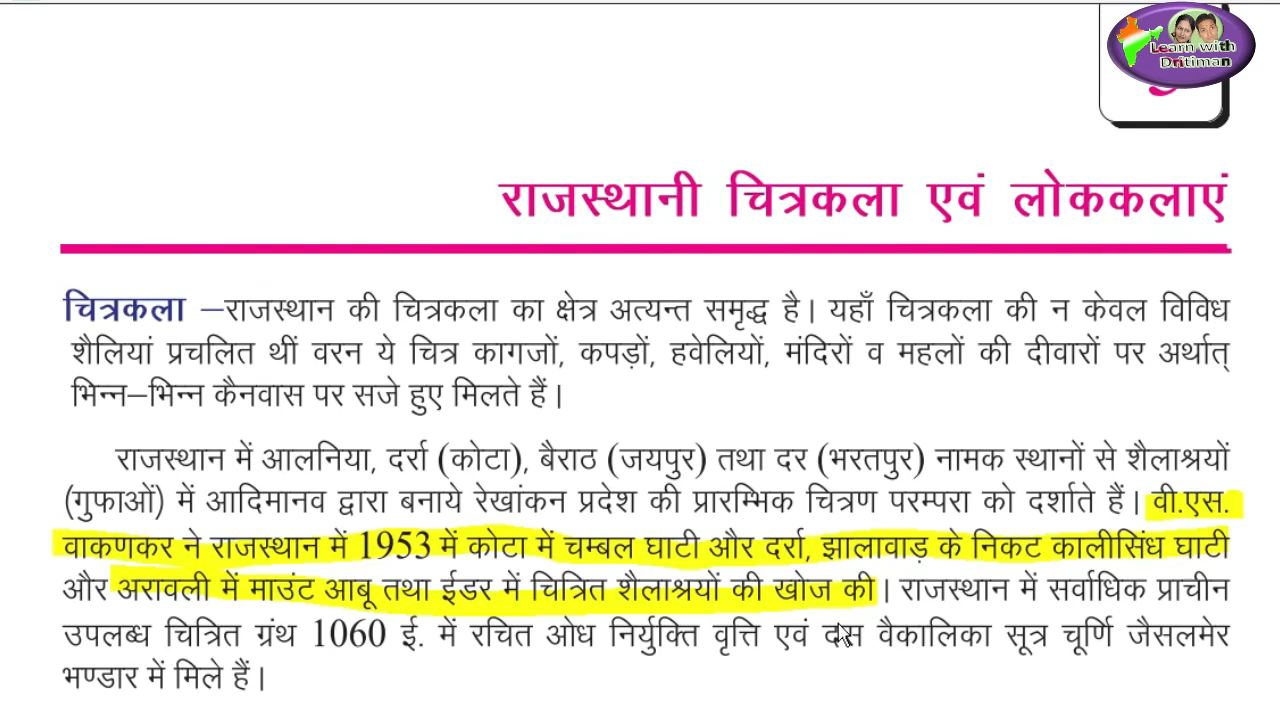 Learn with
Dritiman
राजस्थानी चित्रकला एवं लोककलाएं
चित्रकला –राजस्थान की चित्रकला का क्षेत्र अत्यन्त समृद्ध है। यहाँ चित्रकला की न केवल विविध
शैलियां प्रचलित थीं वरन ये चित्र कागजों, कपड़ों, हवेलियों, मंदिरों व महलों की दीवारों पर अर्थात्
भिन्न–भिन्न कैनवास पर सजे हुए मिलते हैं।
राजस्थान में आलनिया, दर्रा (कोटा), बैराठ (जयपुर) तथा दर (भरतपुर) नामक स्थानों से शैलाश्रयों
(गुफाओं) में आदिमानव द्वारा बनाये रेखांकन प्रदेश की प्रारम्भिक चित्रण परम्परा को दर्शाते हैं। वी.एस.
वाकणकर ने राजस्थान में 1953 में कोटा में चम्बल घाटी और दर्रा, झालावाड़ के निकट कालीसिंध घाटी
और अरावली में माउंट आबू तथा ईडर में चित्रित शैलाश्रयों की खोज की। राजस्थान में सर्वाधिक प्राचीन
उपलब्ध चित्रित ग्रंथ 1060 ई. में रचित ओध निर्युक्ति वृत्ति एवं दस वैकालिका सूत्र चूर्णि जैसलमेर
भण्डार में मिले हैं।